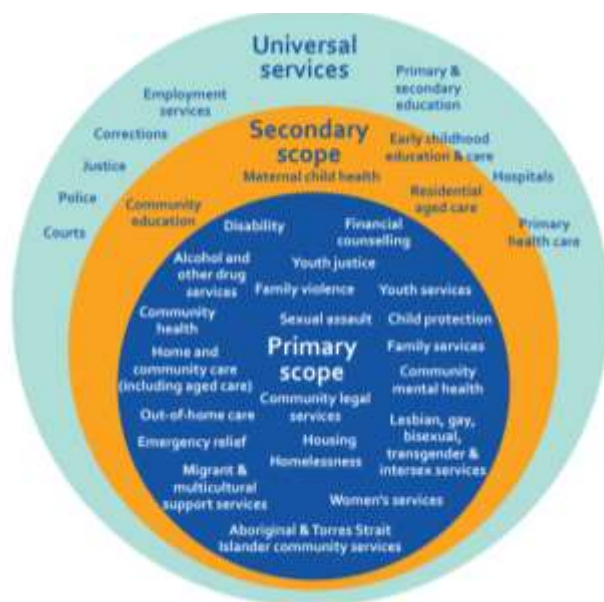 Universal
services
Primary &
secondary
education
Employment
services
Corrections
Justice
Police
Courts
Hospitals
Primary
health care
Secondary
scope
Maternal child health
Early childhood
education & care
Residential
aged care
Community
education
Disability
Financial
counselling
Alcohol and
other drug
services
Youth justice
Family violence
Youth services
Community
health
Sexual assault
Child protection
Primary
scope
Home and
community care
(including aged care)
Family services
Community
mental health
Community legal
services
Out-of-home care
Lesbian, gay,
bisexual,
transgender &
intersex services
Emergency relief
Housing
Homelessness
Migrant &
multicultural
support services
Women's services
Aboriginal & Torres Strait
Islander community services